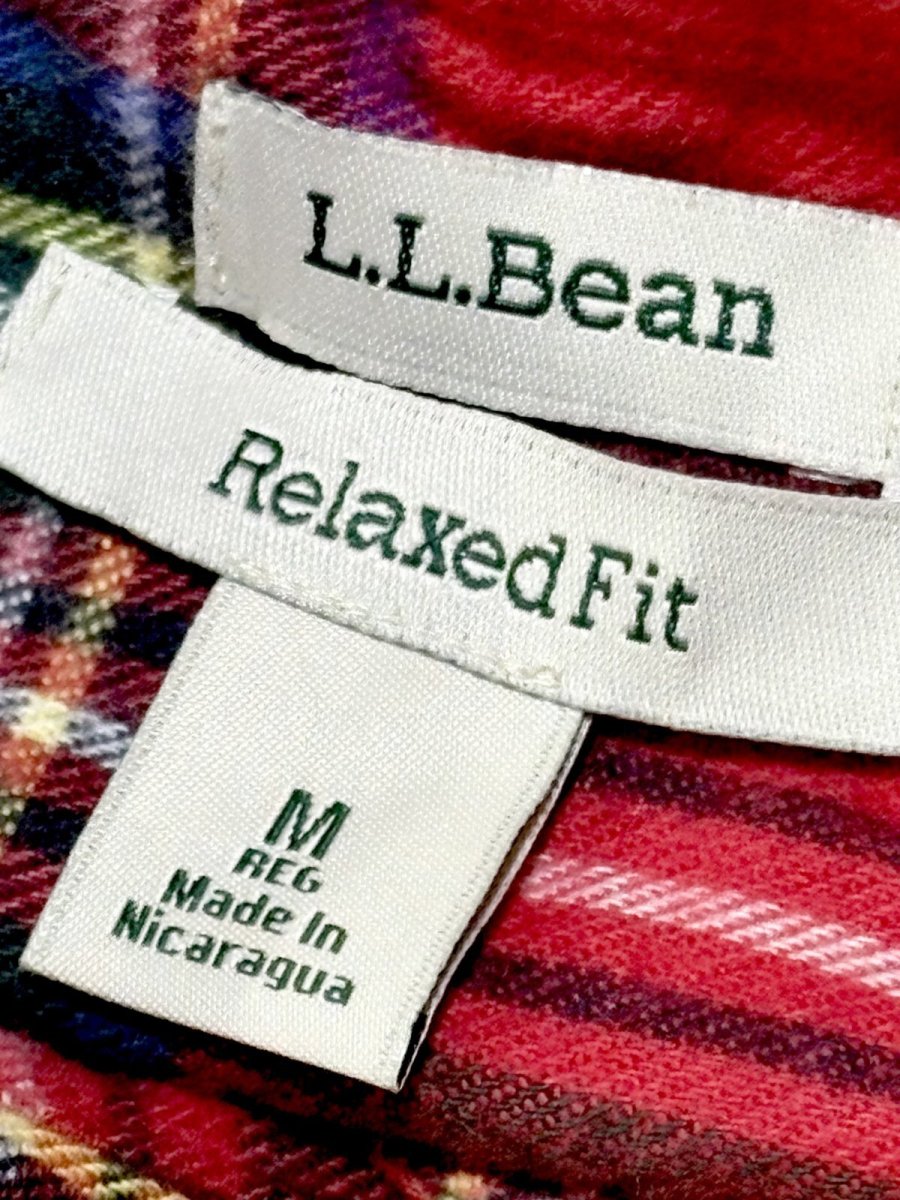 L.L.Bean
Relaxed Fit
M
REG
Made In
Nicaragua